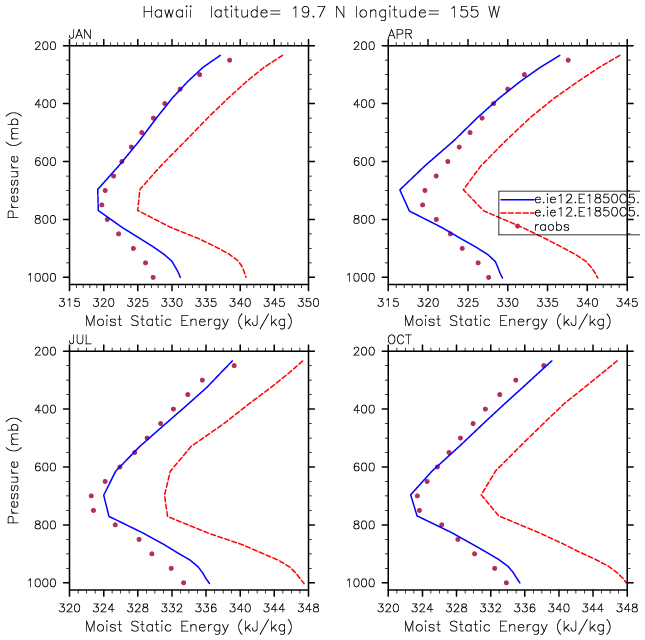 Hawaii latitude= 19.7 N longitude= 155 W
JAN
Pressure (mb)
200
400
600
800
1000
315 320 325 330 335 340 345 350
Moist Static Energy (kJ/kg)
APR
200
400
600
800
1000
315 320 325 330 335 340 345
Moist Static Energy (kJ/kg)
e.ie12.E1850C5.
e.ie12.E1850C5.
raobs
JUL
Pressure (mb)
200
400
600
800
1000
320 324 328 332 336 340 344 348
Moist Static Energy (kJ/kg)
OCT
200
400
600
800
1000
320 324 328 332 336 340 344 348
Moist Static Energy (kJ/kg)